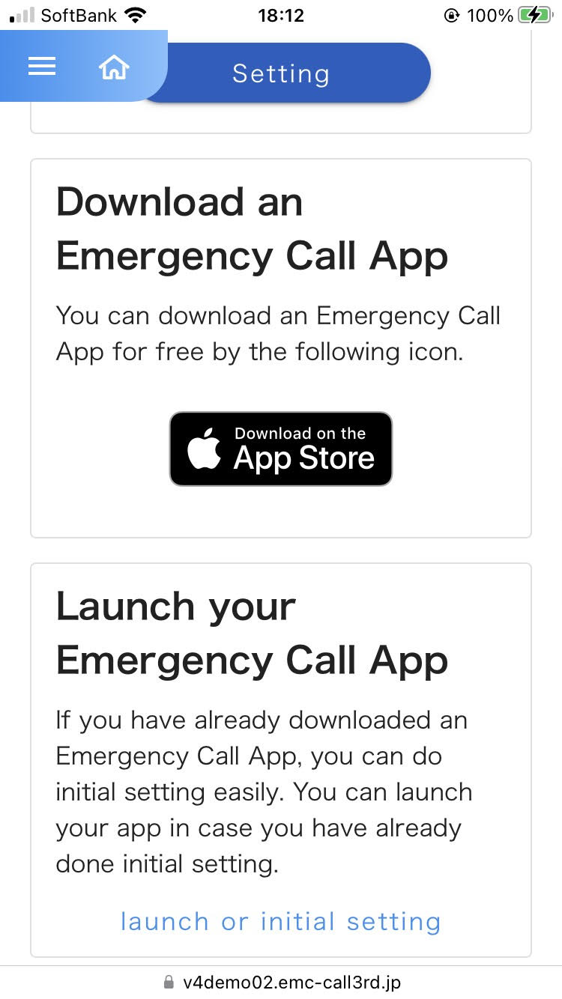 SoftBank 18:12 100%
Setting
Download an
Emergency Call App
You can download an Emergency Call
App for free by the following icon.
Download on the
App Store
Launch your
Emergency Call App
If you have already downloaded an
Emergency Call App, you can do
initial setting easily. You can launch
your app in case you have already
done initial setting.
launch or initial setting
v4demo02.emc-call3rd.jp